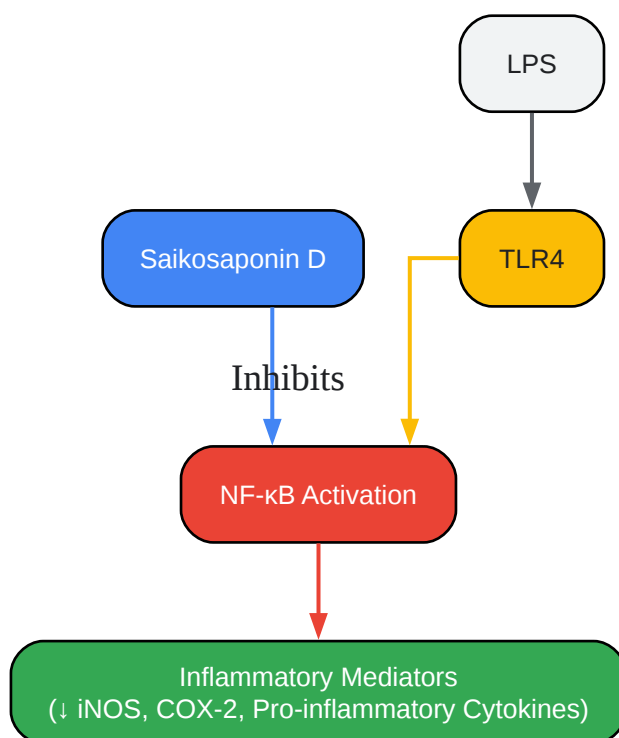 LPS
Saikosaponin D
TLR4
Inhibits
NF-κB Activation
Inflammatory Mediators
(↓ iNOS, COX-2, Pro-inflammatory Cytokines)